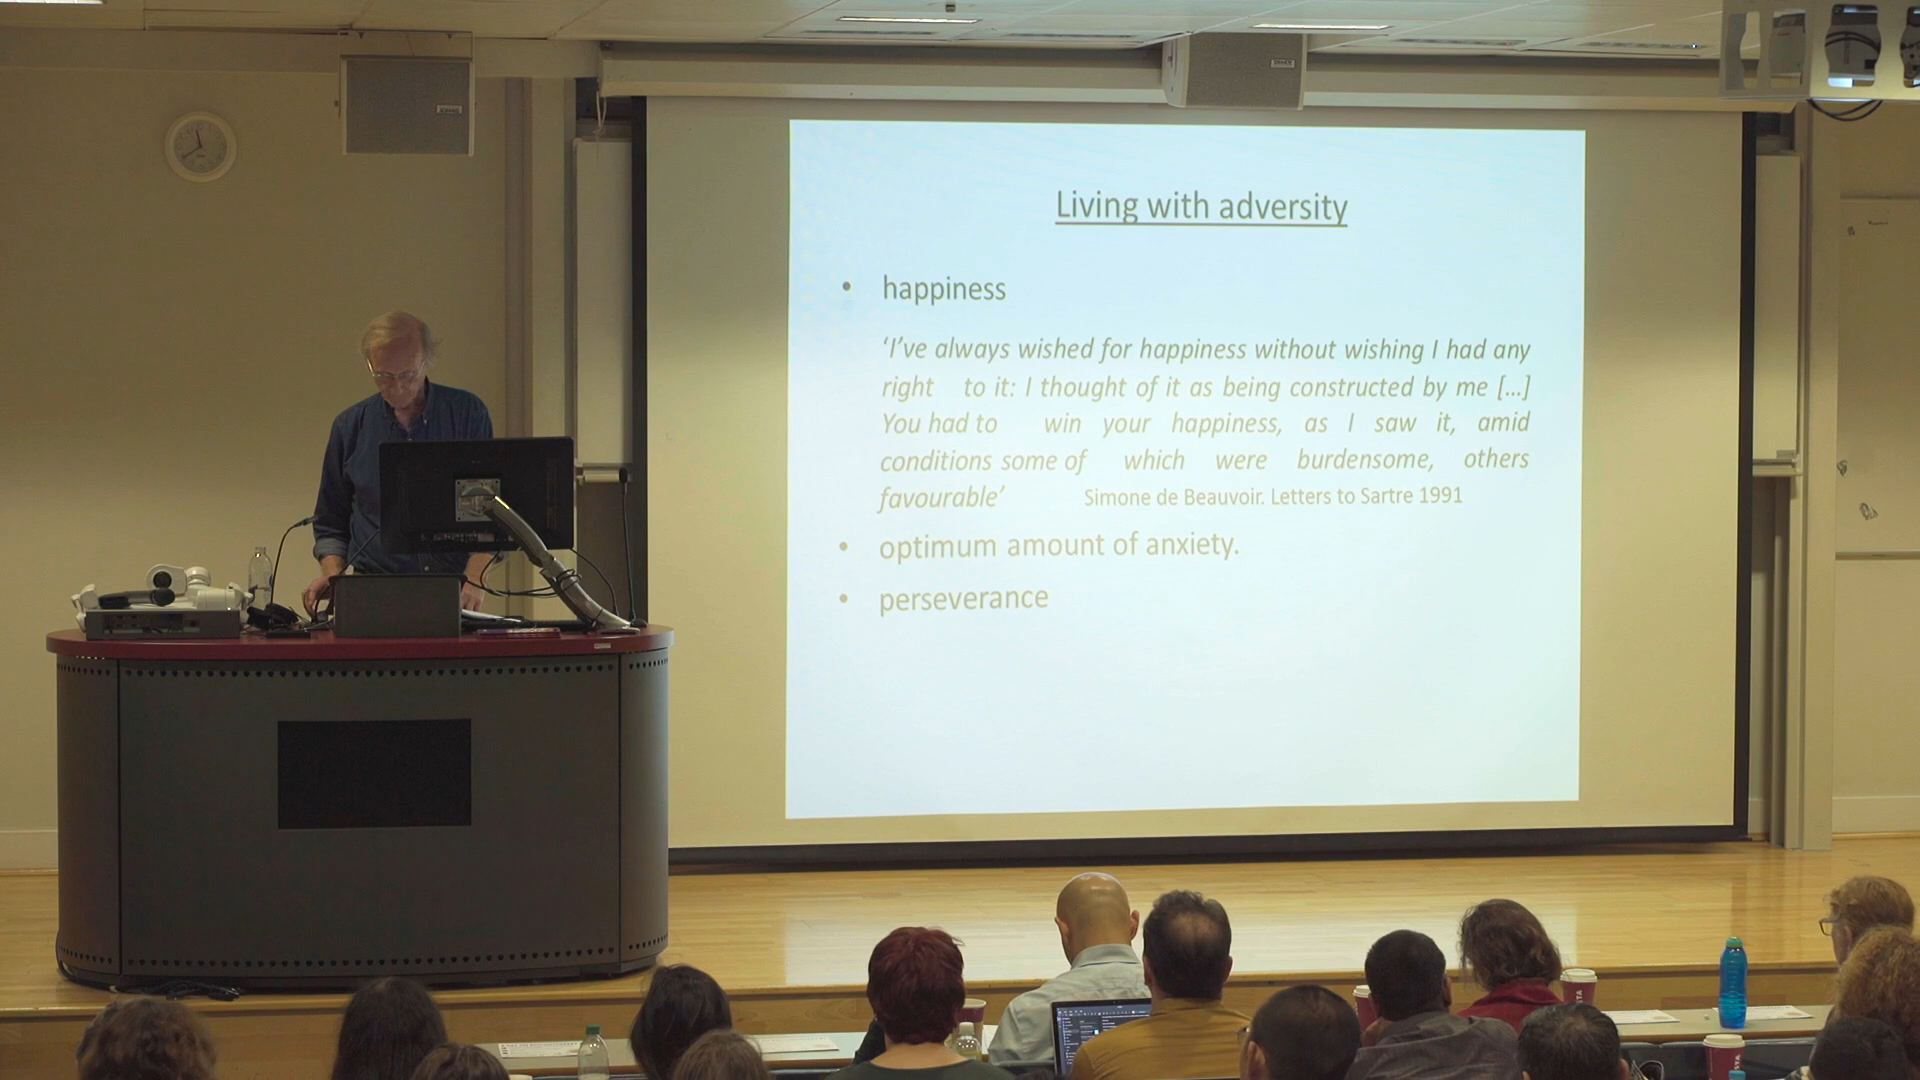 Living with adversity
• happiness
‘I’ve always wished for happiness without wishing I had any
right to it: I thought of it as being constructed by me [...]
You had to win your happiness, as I saw it, amid
conditions some of which were burdensome, others
favourable’ Simone de Beauvoir. Letters to Sartre 1991
• optimum amount of anxiety.
• perseverance